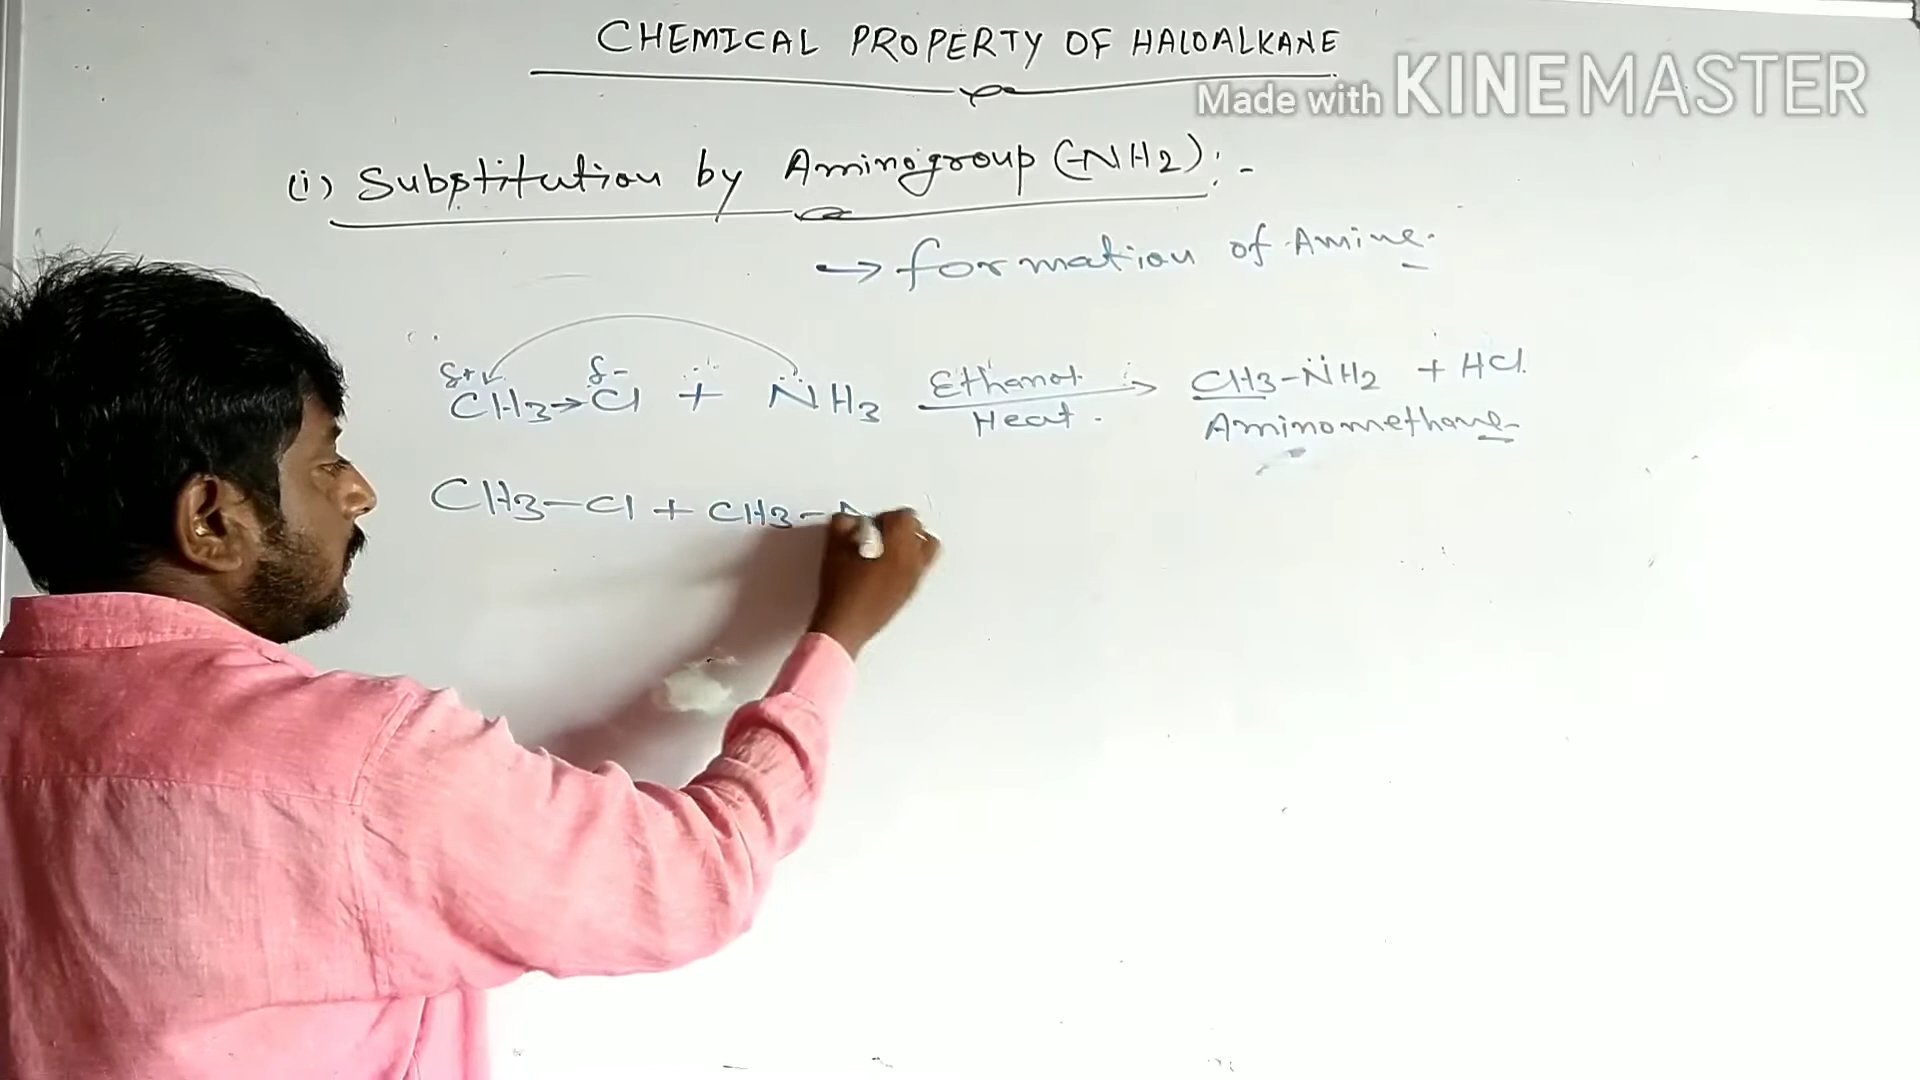 CHEMICAL PROPERTY OF HALOALKANE
Made with KINEMASTER
(i) Substitution by Aminogroup (-NH2):-
→ formation of Amine.
δ+ δ-
CH3→Cl + NH3 Ethanol Heat. → CH3-NH2 + HCl.
Aminomethane
CH3-Cl + CH3-N